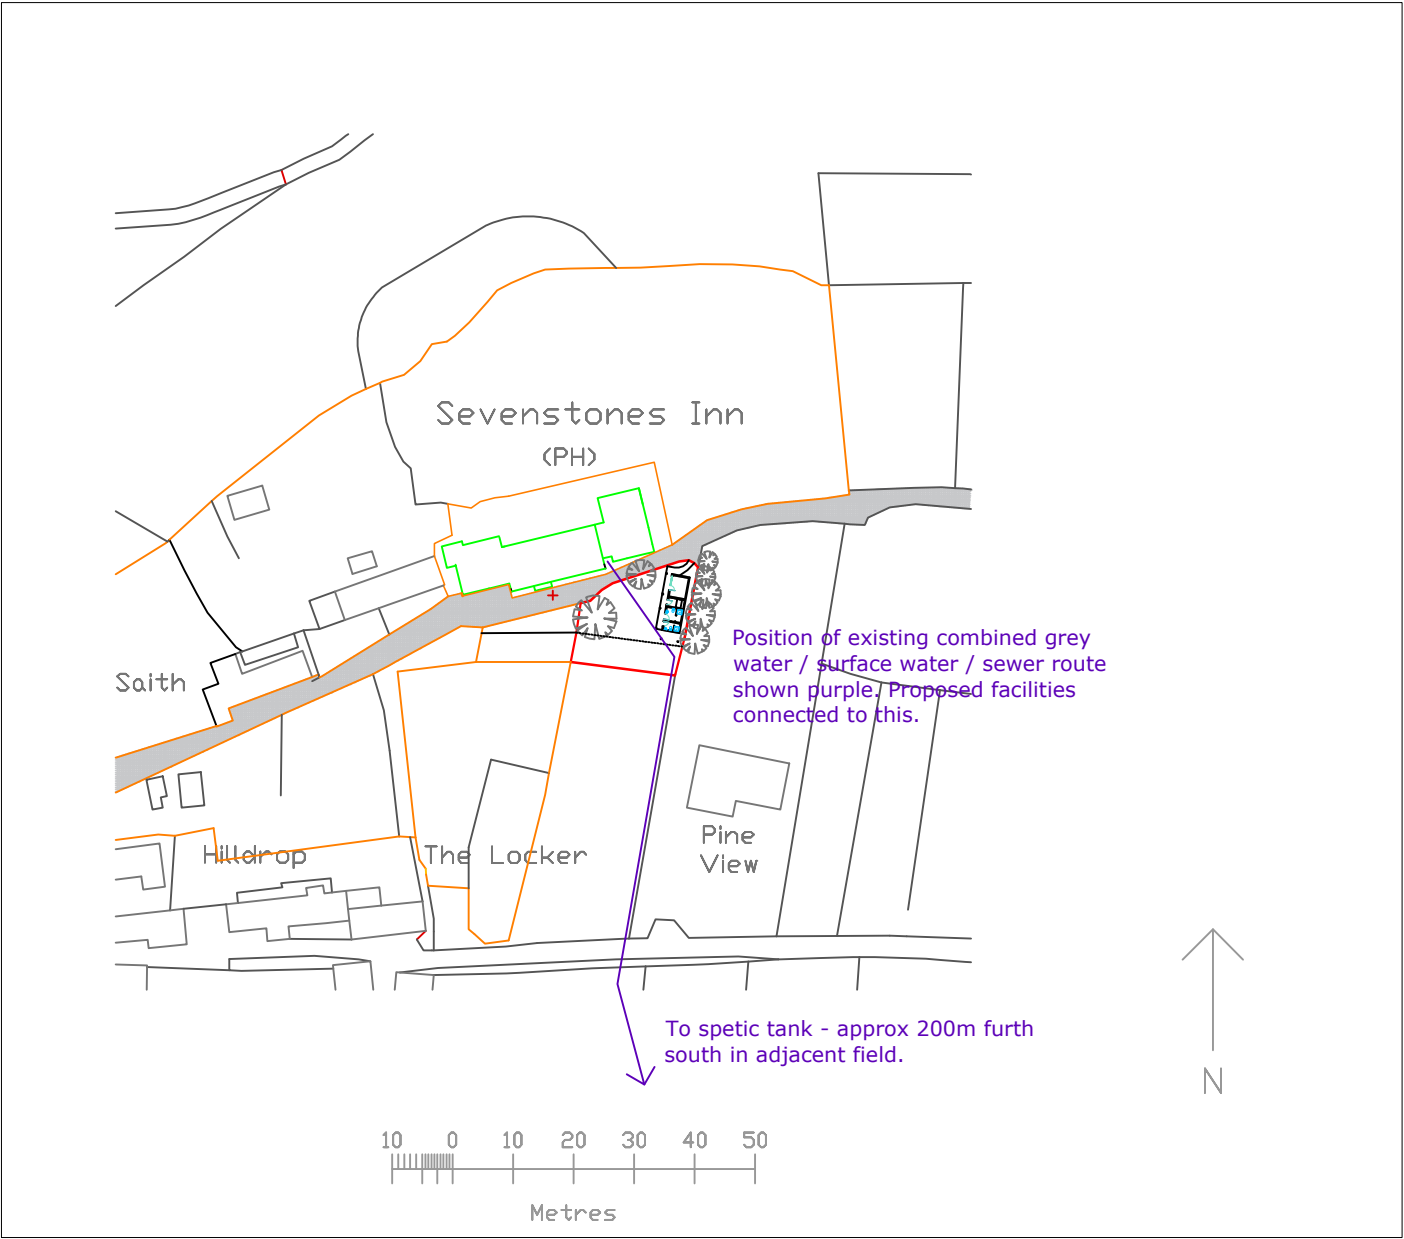 Sevenstones Inn
(PH)
Saith
Position of existing combined grey
water / surface water / sewer route
shown purple. Proposed facilities
connected to this.
Hilldrop
The Locker
Pine
View
To spetic tank - approx 200m furth
south in adjacent field.
N
10 0 10 20 30 40 50
Metres